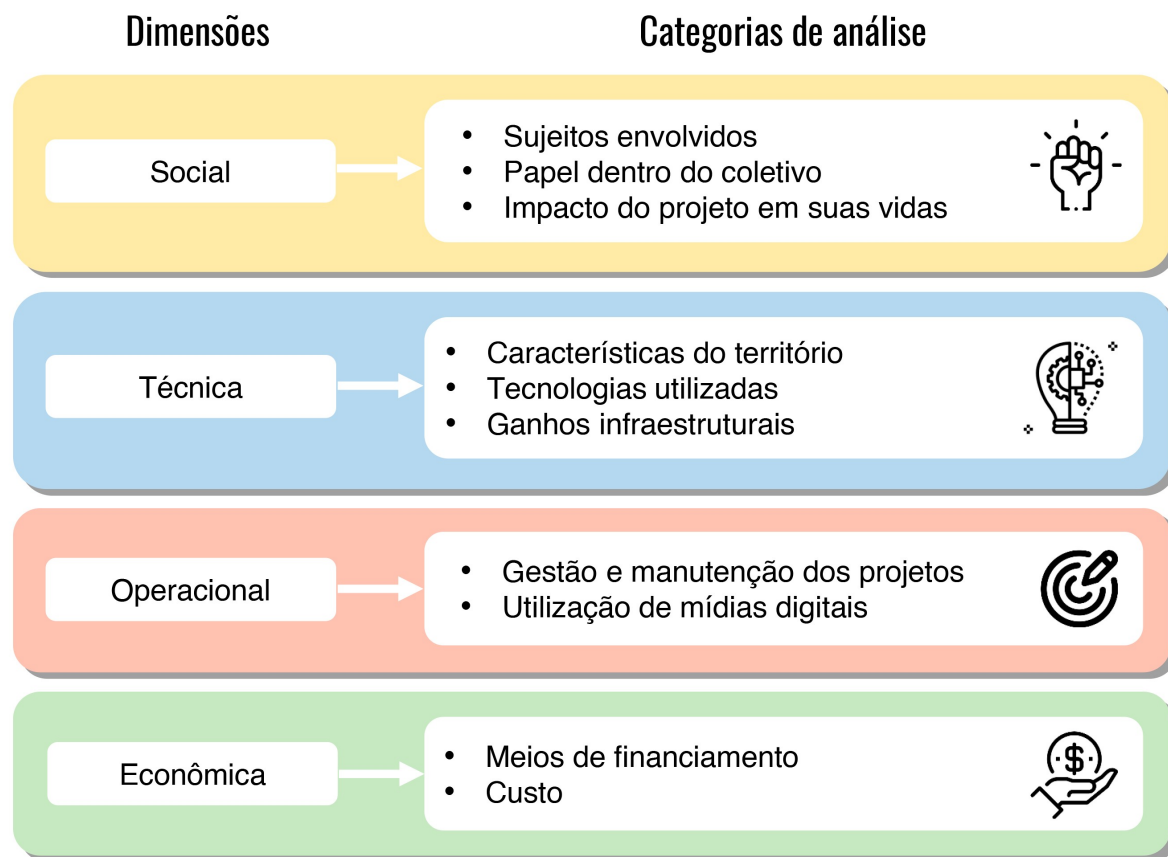 Dimensões
Categorias de análise
Social
• Sujeitos envolvidos
• Papel dentro do coletivo
• Impacto do projeto em suas vidas
Técnica
• Características do território
• Tecnologias utilizadas
• Ganhos infraestruturais
Operacional
• Gestão e manutenção dos projetos
• Utilização de mídias digitais
Econômica
• Meios de financiamento
• Custo
$